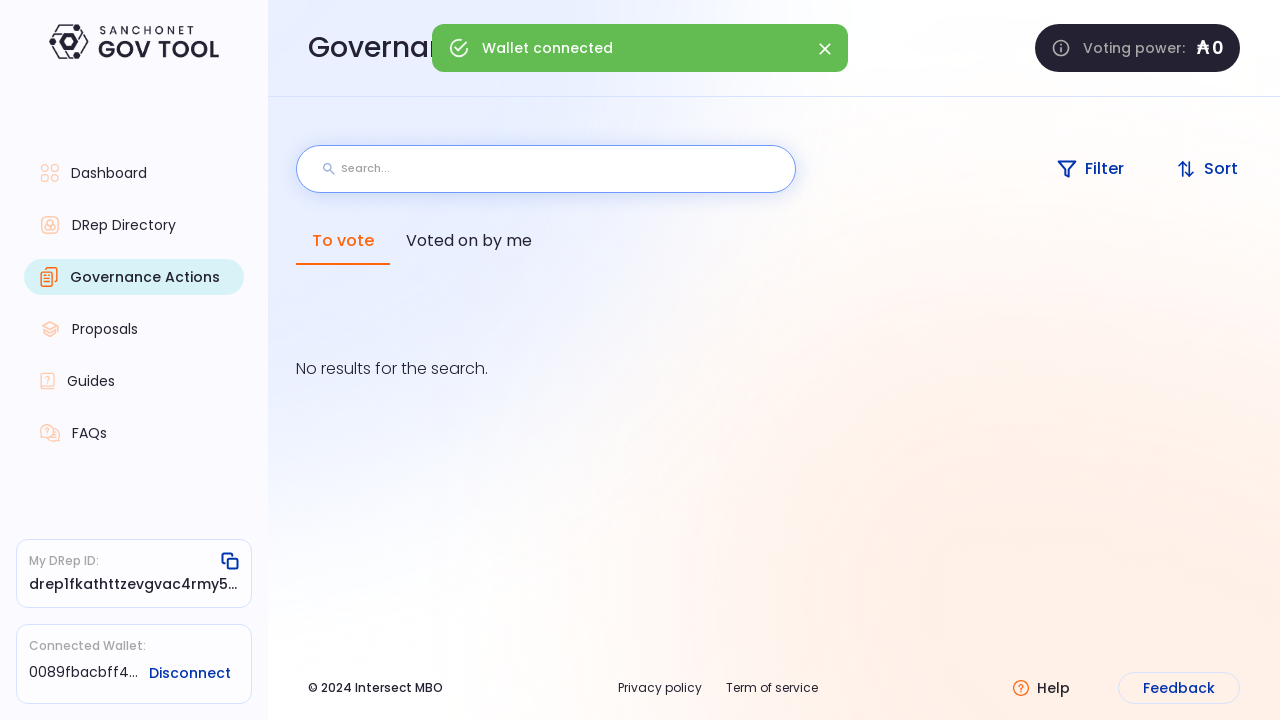 SANCHONET
GOV TOOL
Dashboard
DRep Directory
Governance Actions
Proposals
Guides
FAQs
My DRep ID:
drep1fkathttzevgvac4rmy5...
Connected Wallet:
0089fbacbff4...
Disconnect
Wallet connected
Voting power: ₳0
Search...
Filter
Sort
To vote
Voted on by me
No results for the search.
© 2024 Intersect MBO
Privacy policy
Term of service
Help
Feedback